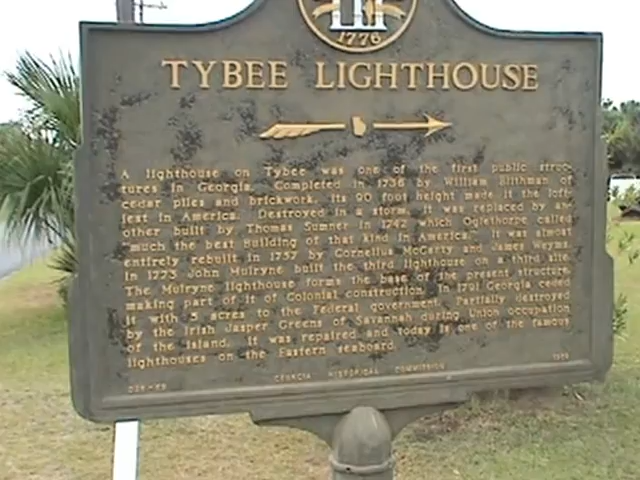 1776
TYBEE LIGHTHOUSE
A lighthouse on Tybee was one of the first public struc-
tures in Georgia. Completed in 1736 by William Blithman of
cedar piles and brickwork, its 90 foot height made it the loft-
iest in America. Destroyed in a storm, it was replaced by an-
other built by Thomas Sumner in 1742 which Oglethorpe called
"much the best Building of that kind in America." It was almost
entirely rebuilt in 1757 by Cornelius McCarty and James Weyms.
In 1773 John Mulryne built the third lighthouse on a third site.
The Mulryne lighthouse forms the base of the present structure,
making part of it of Colonial construction. In 1791 Georgia ceded
it with 5 acres to the Federal government. Partially destroyed
by the Irish Jasper Greens of Savannah during Union occupation
of the island, it was repaired and today is one of the famous
lighthouses on the Eastern seaboard.
GEORGIA HISTORICAL COMMISSION